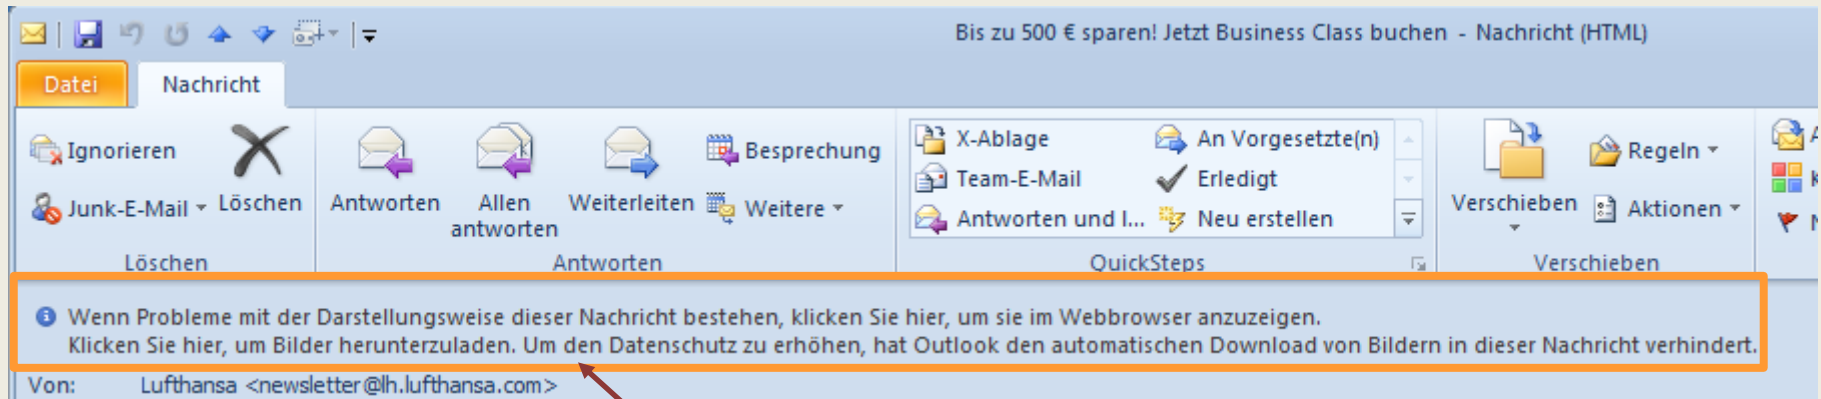 Bis zu 500 € sparen! Jetzt Business Class buchen - Nachricht (HTML)
Datei Nachricht
Ignorieren
Junk-E-Mail
Löschen
Löschen
Antworten
Allen antworten
Weiterleiten
Besprechung
Weitere
Antworten
X-Ablage
An Vorgesetzte(n)
Team-E-Mail
Erledigt
Antworten und I...
Neu erstellen
QuickSteps
Verschieben
Regeln
Aktionen
Verschieben
Wenn Probleme mit der Darstellungsweise dieser Nachricht bestehen, klicken Sie hier, um sie im Webbrowser anzuzeigen.
Klicken Sie hier, um Bilder herunterzuladen. Um den Datenschutz zu erhöhen, hat Outlook den automatischen Download von Bildern in dieser Nachricht verhindert.
Von: Lufthansa <newsletter@lh.lufthansa.com>